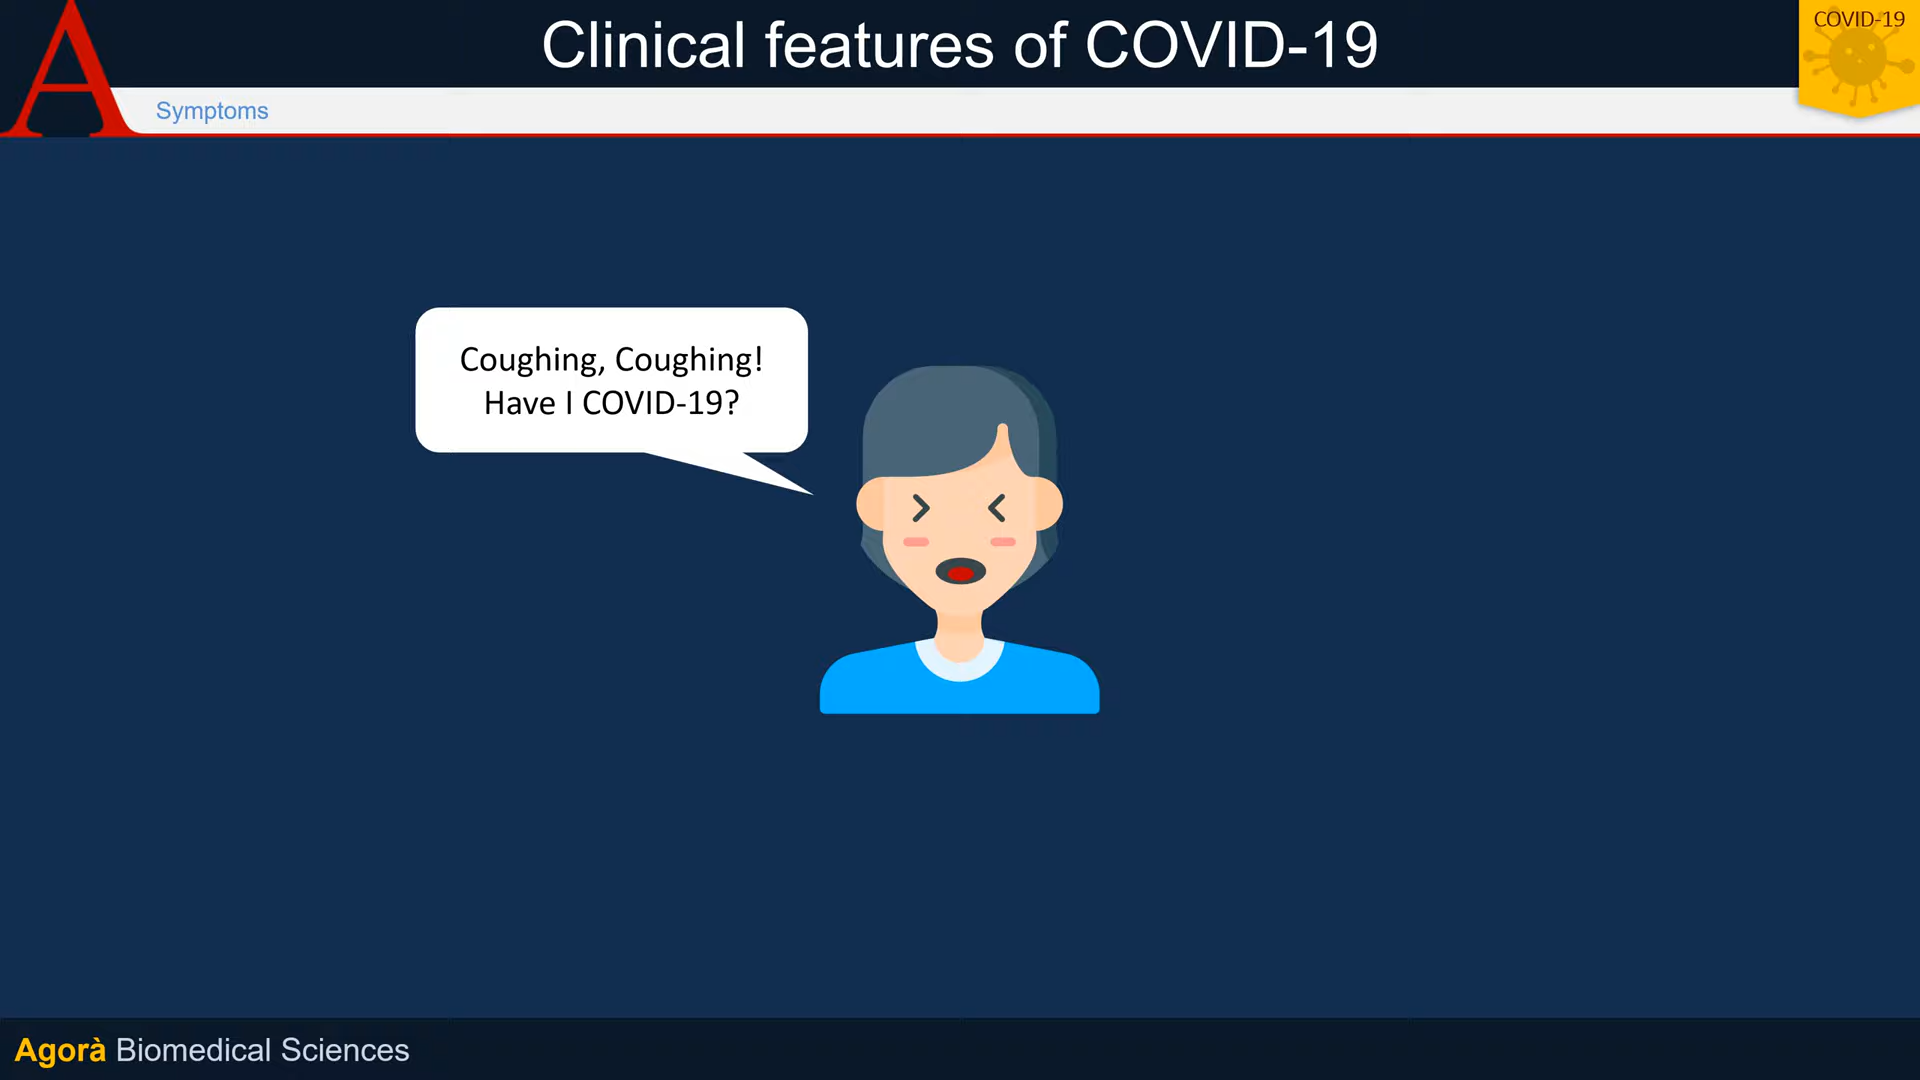 Clinical features of COVID-19
COVID-19
A
Symptoms
Coughing, Coughing!
Have I COVID-19?
Agorà Biomedical Sciences